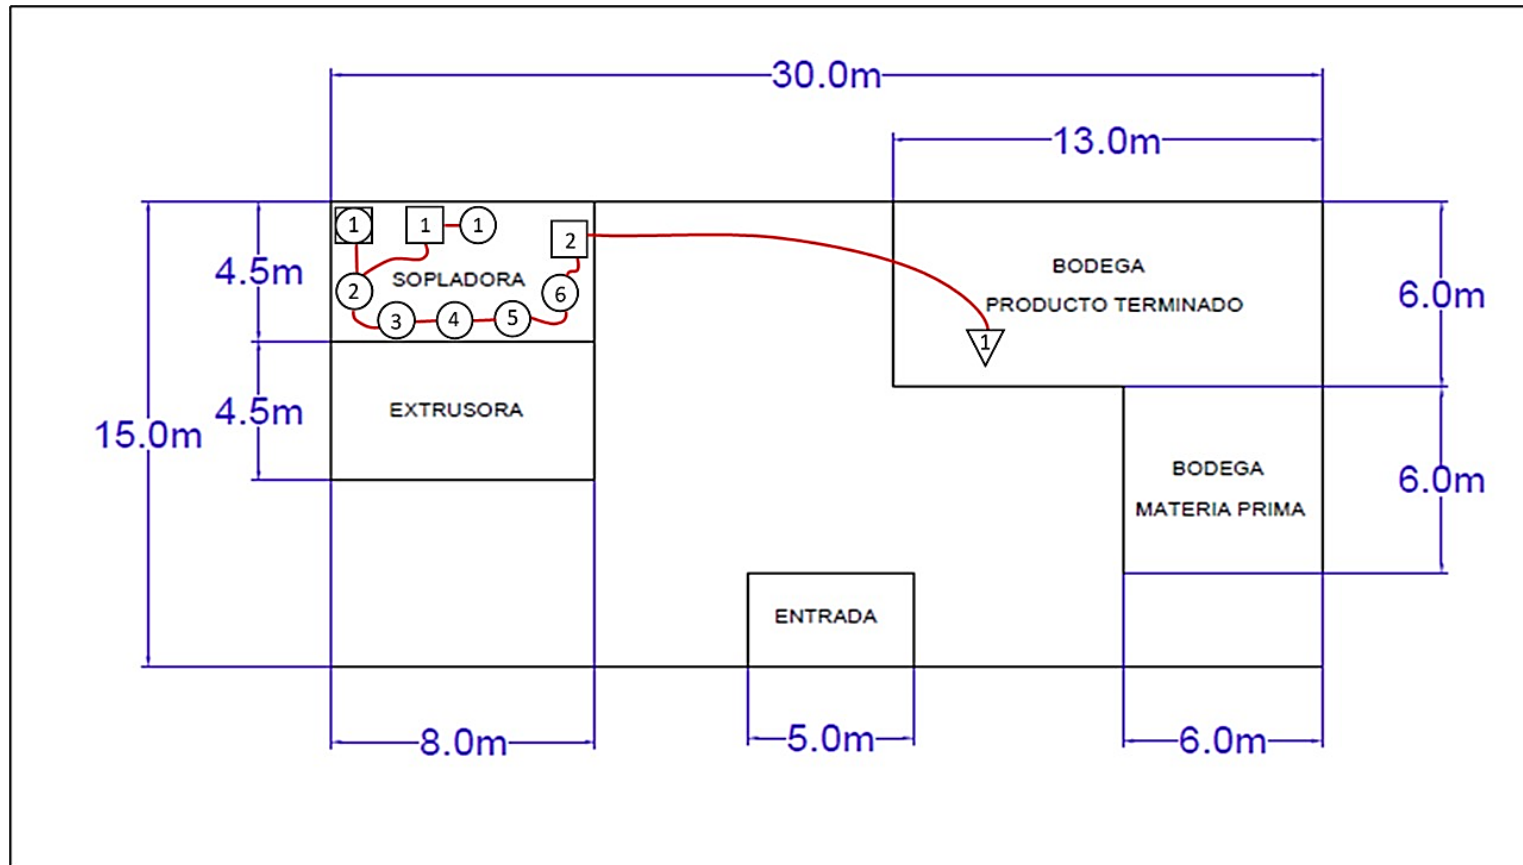 30.0m
13.0m
1
1
1
2
4.5m
SOPLADORA
BODEGA
2
6
PRODUCTO TERMINADO
6.0m
3
4
5
1
4.5m
EXTRUSORA
15.0m
BODEGA
6.0m
MATERIA PRIMA
ENTRADA
8.0m
5.0m
6.0m